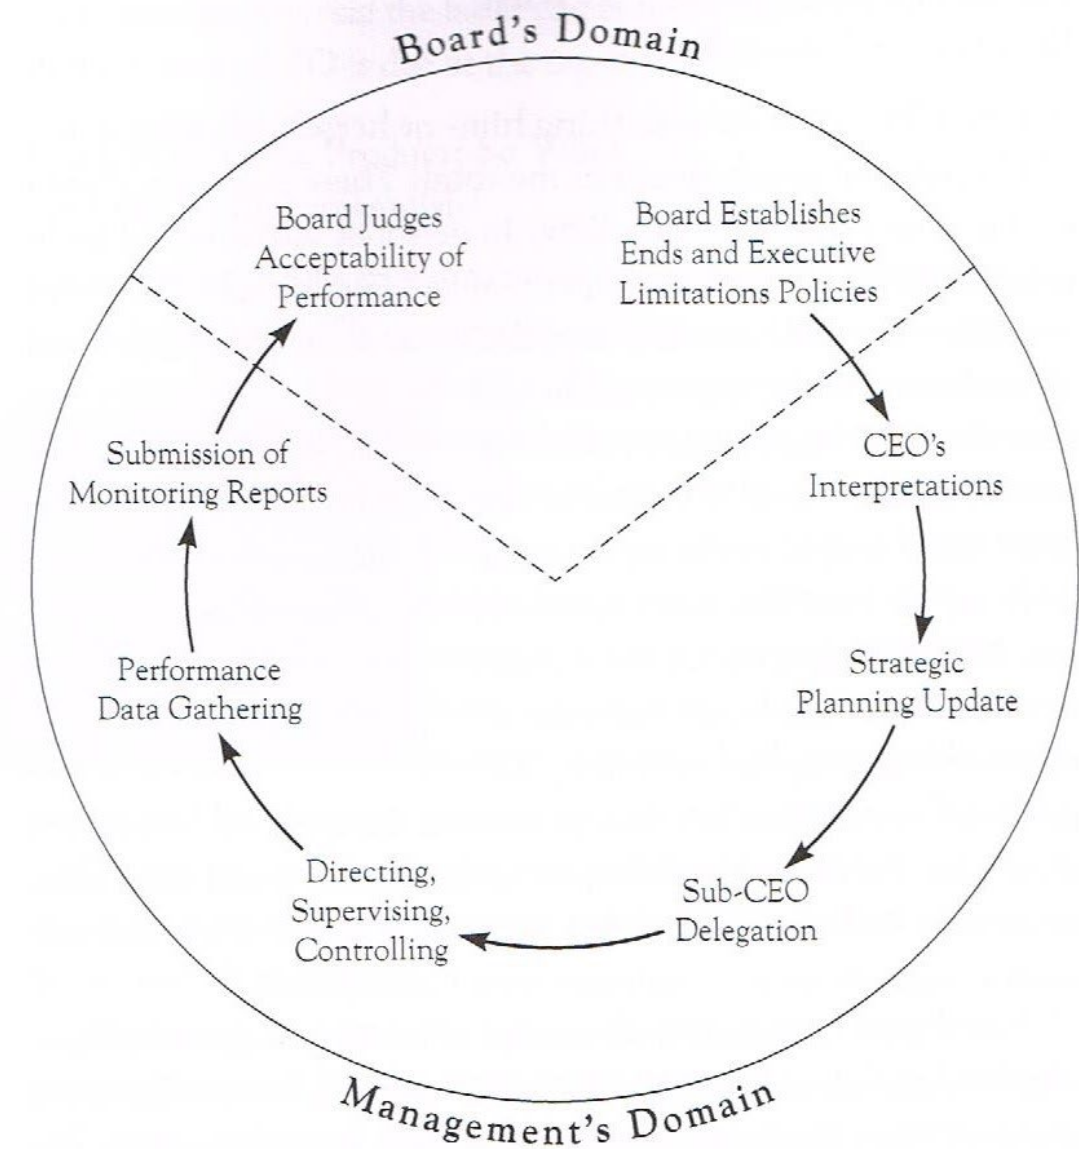 Board's Domain
Board Judges
Acceptability of
Performance
Board Establishes
Ends and Executive
Limitations Policies
CEO's
Interpretations
Strategic
Planning Update
Sub-CEO
Delegation
Directing,
Supervising,
Controlling
Performance
Data Gathering
Submission of
Monitoring Reports
Management's Domain